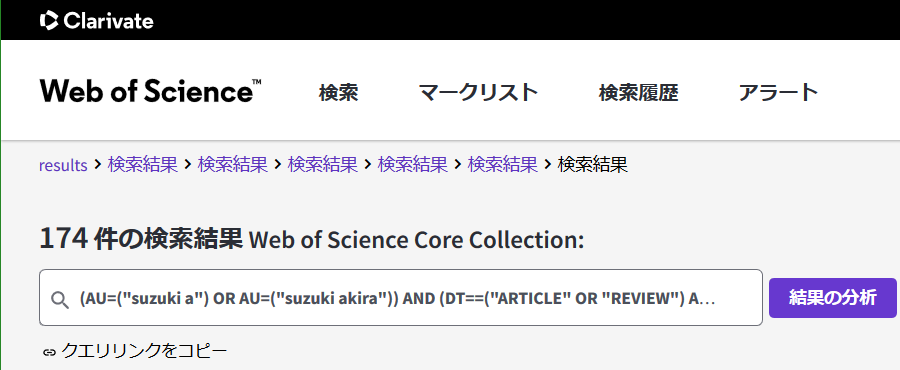 Clarivate
Web of Science™ 検索 マークリスト 検索履歴 アラート
results > 検索結果 > 検索結果 > 検索結果 > 検索結果 > 検索結果 > 検索結果
174 件の検索結果 Web of Science Core Collection:
(AU=("suzuki a") OR AU=("suzuki akira")) AND (DT==("ARTICLE" OR "REVIEW") A... 結果の分析
クエリリンクをコピー